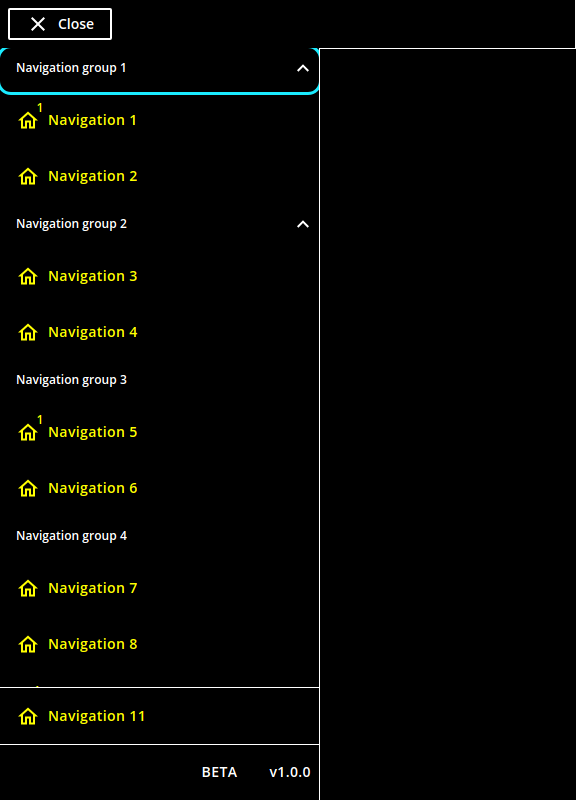 Close
Navigation group 1
1
Navigation 1
Navigation 2
Navigation group 2
Navigation 3
Navigation 4
Navigation group 3
1
Navigation 5
Navigation 6
Navigation group 4
Navigation 7
Navigation 8
Navigation 11
BETA v1.0.0